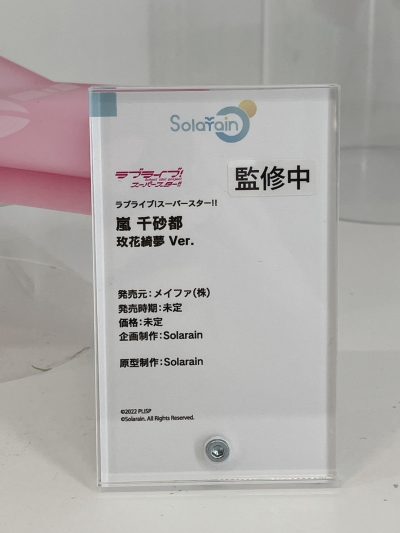 Solarain
ラブライブ!
スーパースター!!
監修中
ラブライブ!スーパースター!!
嵐 千砂都
玫花綺夢 Ver.
発売元:メイファ(株)
発売時期:未定
価格:未定
企画制作:Solarain
原型制作:Solarain
©2022 PL!SP
©Solarain. All Rights Reserved.